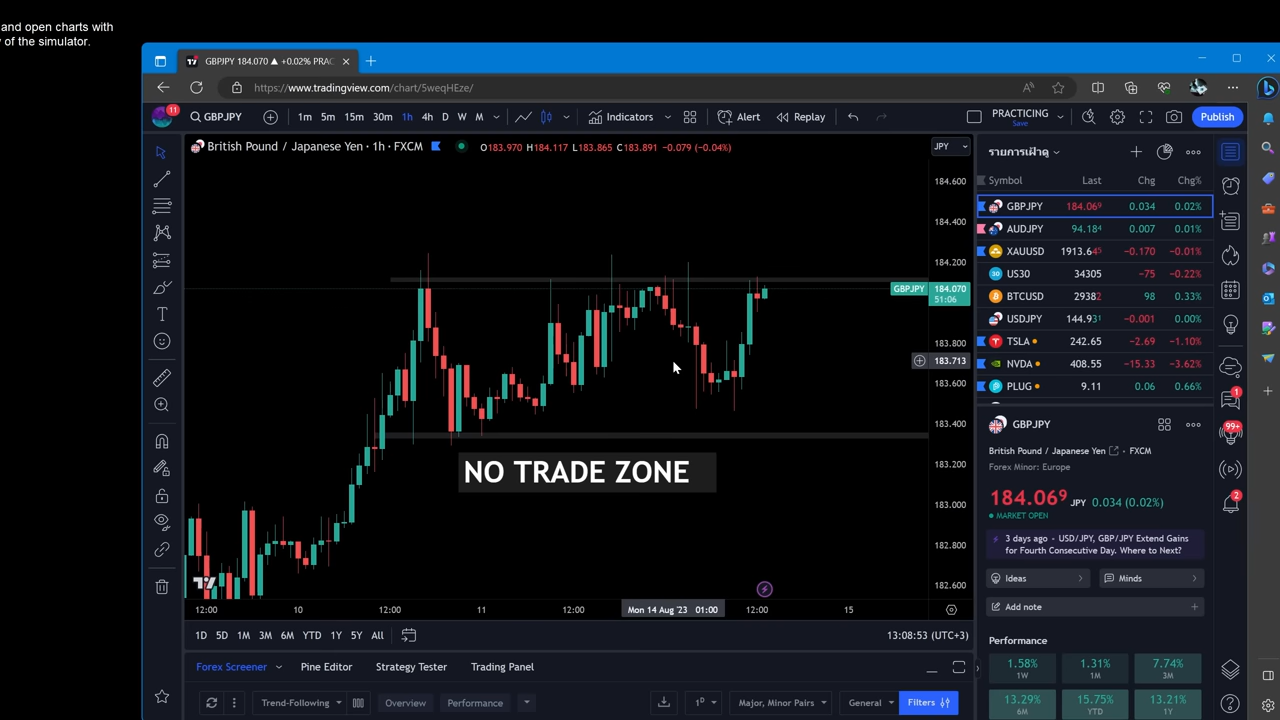 and open charts with
of the simulator.
GBPJPY 184.070 ▲ +0.02% PRAC
https://www.tradingview.com/chart/5weqHEze/
11
GBPJPY
1m 5m 15m 30m 1h 4h D W M
Indicators
Alert
Replay
PRACTICING
Save
Publish
British Pound / Japanese Yen · 1h · FXCM
O183.970 H184.117 L183.865 C183.891 -0.079 (-0.04%)
JPY
184.600
184.400
184.200
GBPJPY 184.070
51:06
183.800
183.713
183.600
183.400
183.200
183.000
182.800
182.600
NO TRADE ZONE
12:00 10 12:00 11 12:00 Mon 14 Aug '23 01:00 12:00 15
1D 5D 1M 3M 6M YTD 1Y 5Y All
13:08:53 (UTC+3)
Forex Screener Pine Editor Strategy Tester Trading Panel
Trend-Following Overview Performance 1D Major, Minor Pairs General Filters
รายการเฝ้าดู
Symbol Last Chg Chg%
GBPJPY 184.069 0.034 0.02%
AUDJPY 94.184 0.007 0.01%
XAUUSD 1913.645 -0.170 -0.01%
US30 34305 -75 -0.22%
BTCUSD 29382 98 0.33%
USDJPY 144.931 -0.001 0.00%
TSLA 242.65 -2.69 -1.10%
NVDA 408.55 -15.33 -3.62%
PLUG 9.11 0.06 0.66%
GBPJPY
British Pound / Japanese Yen · FXCM
Forex Minor: Europe
184.069 JPY 0.034 (0.02%)
MARKET OPEN
3 days ago · USD/JPY, GBP/JPY Extend Gains
for Fourth Consecutive Day. Where to Next?
Ideas Minds
Add note
Performance
1.58% 1.31% 7.74%
1W 1M 3M
13.29% 15.75% 13.21%
6M YTD 1Y
1
99+
2